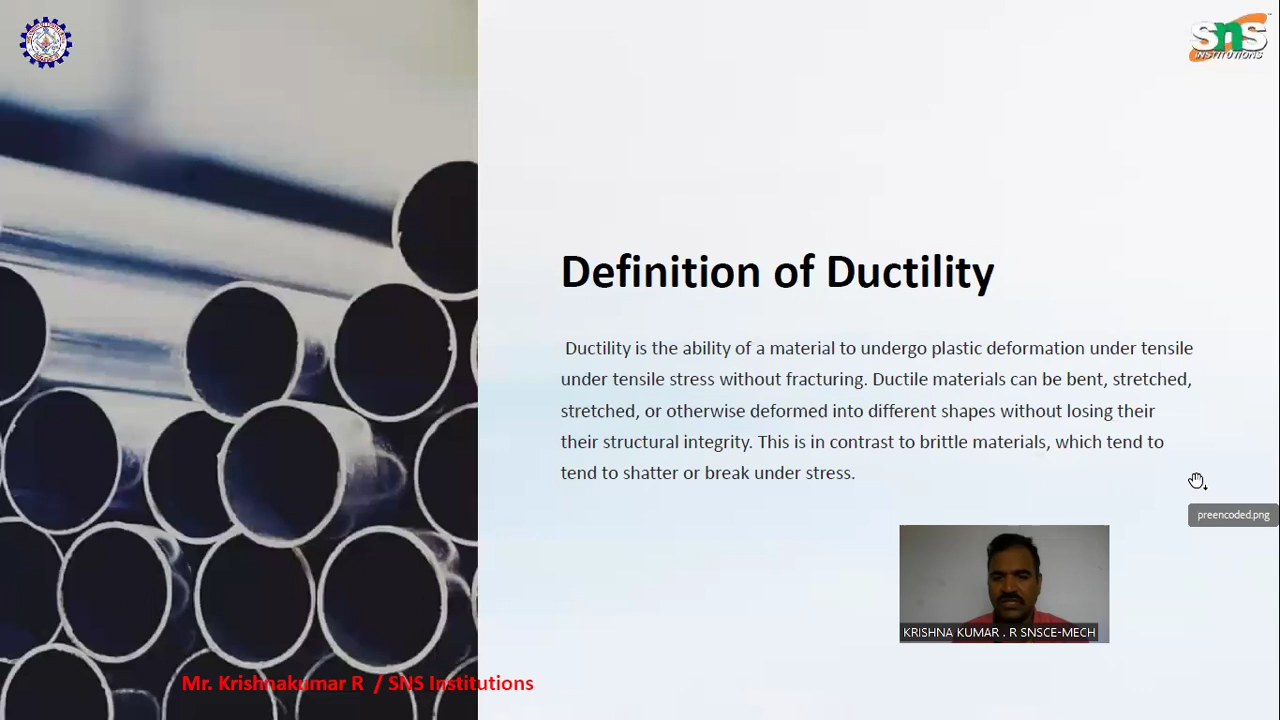 SnS
INSTITUTIONS
Definition of Ductility
Ductility is the ability of a material to undergo plastic deformation under tensile
under tensile stress without fracturing. Ductile materials can be bent, stretched,
stretched, or otherwise deformed into different shapes without losing their
their structural integrity. This is in contrast to brittle materials, which tend to
tend to shatter or break under stress.
preencoded.png
KRISHNA KUMAR . R SNSCE-MECH
Mr. Krishnakumar R / SNS Institutions